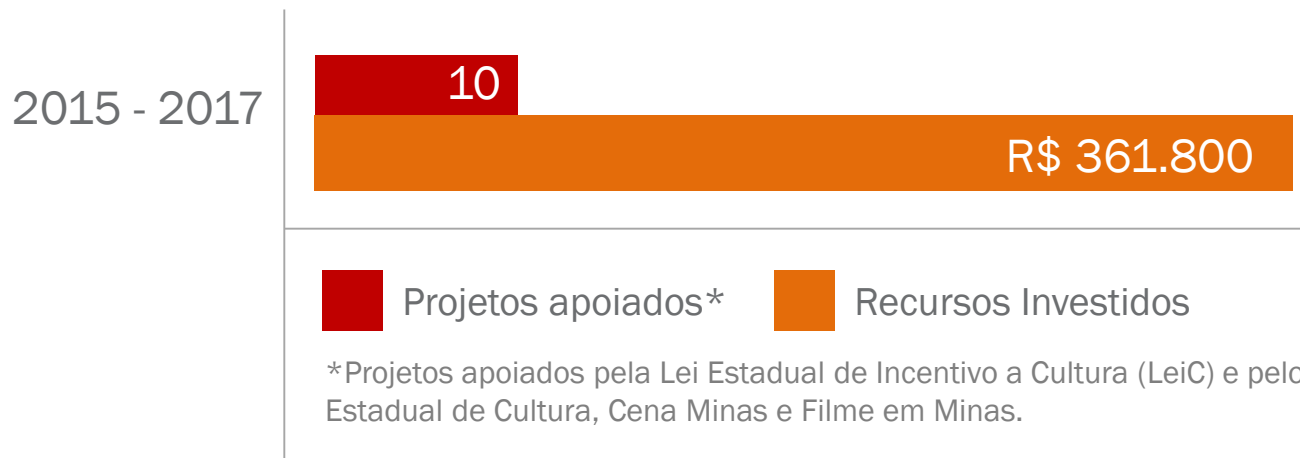 2015 - 2017
10
R$ 361.800
Projetos apoiados*
Recursos Investidos
*Projetos apoiados pela Lei Estadual de Incentivo a Cultura (LeiC) e pelo
Estadual de Cultura, Cena Minas e Filme em Minas.